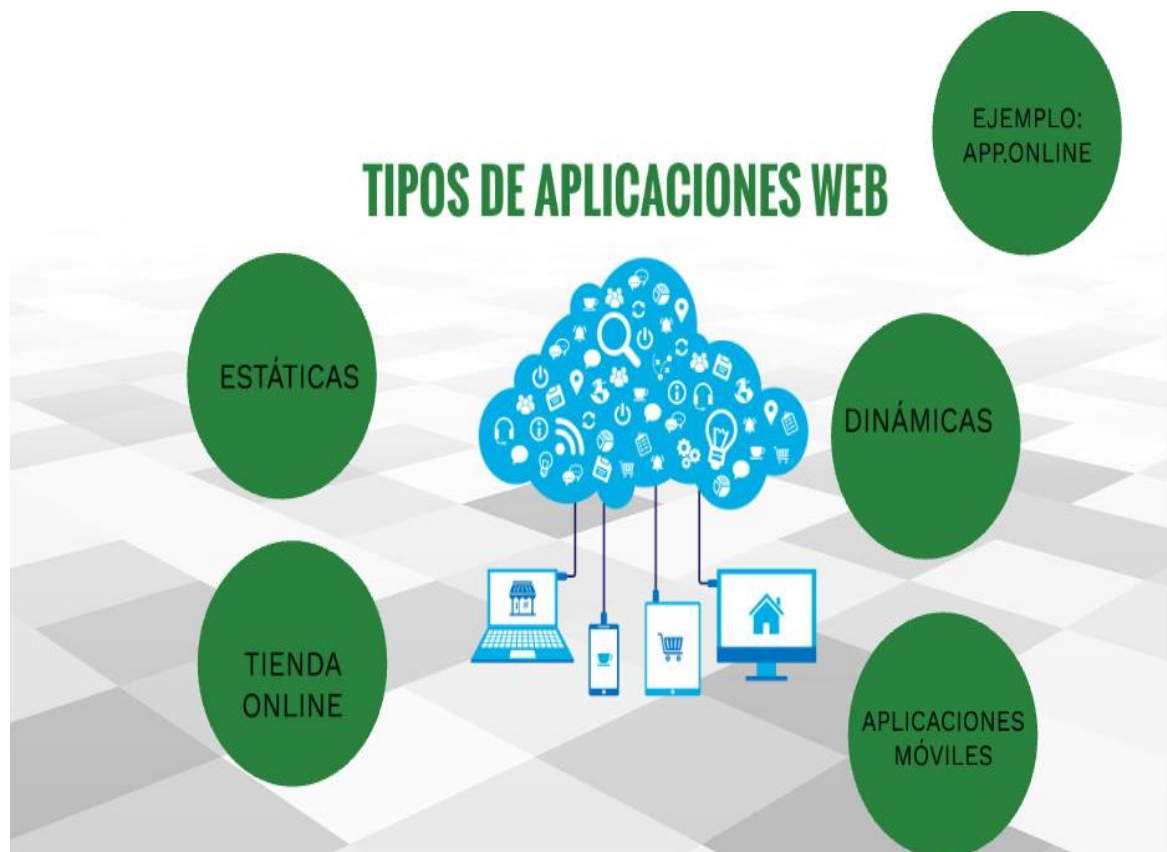 EJEMPLO:
APP.ONLINE
TIPOS DE APLICACIONES WEB
ESTÁTICAS
DINÁMICAS
TIENDA
ONLINE
APLICACIONES
MÓVILES